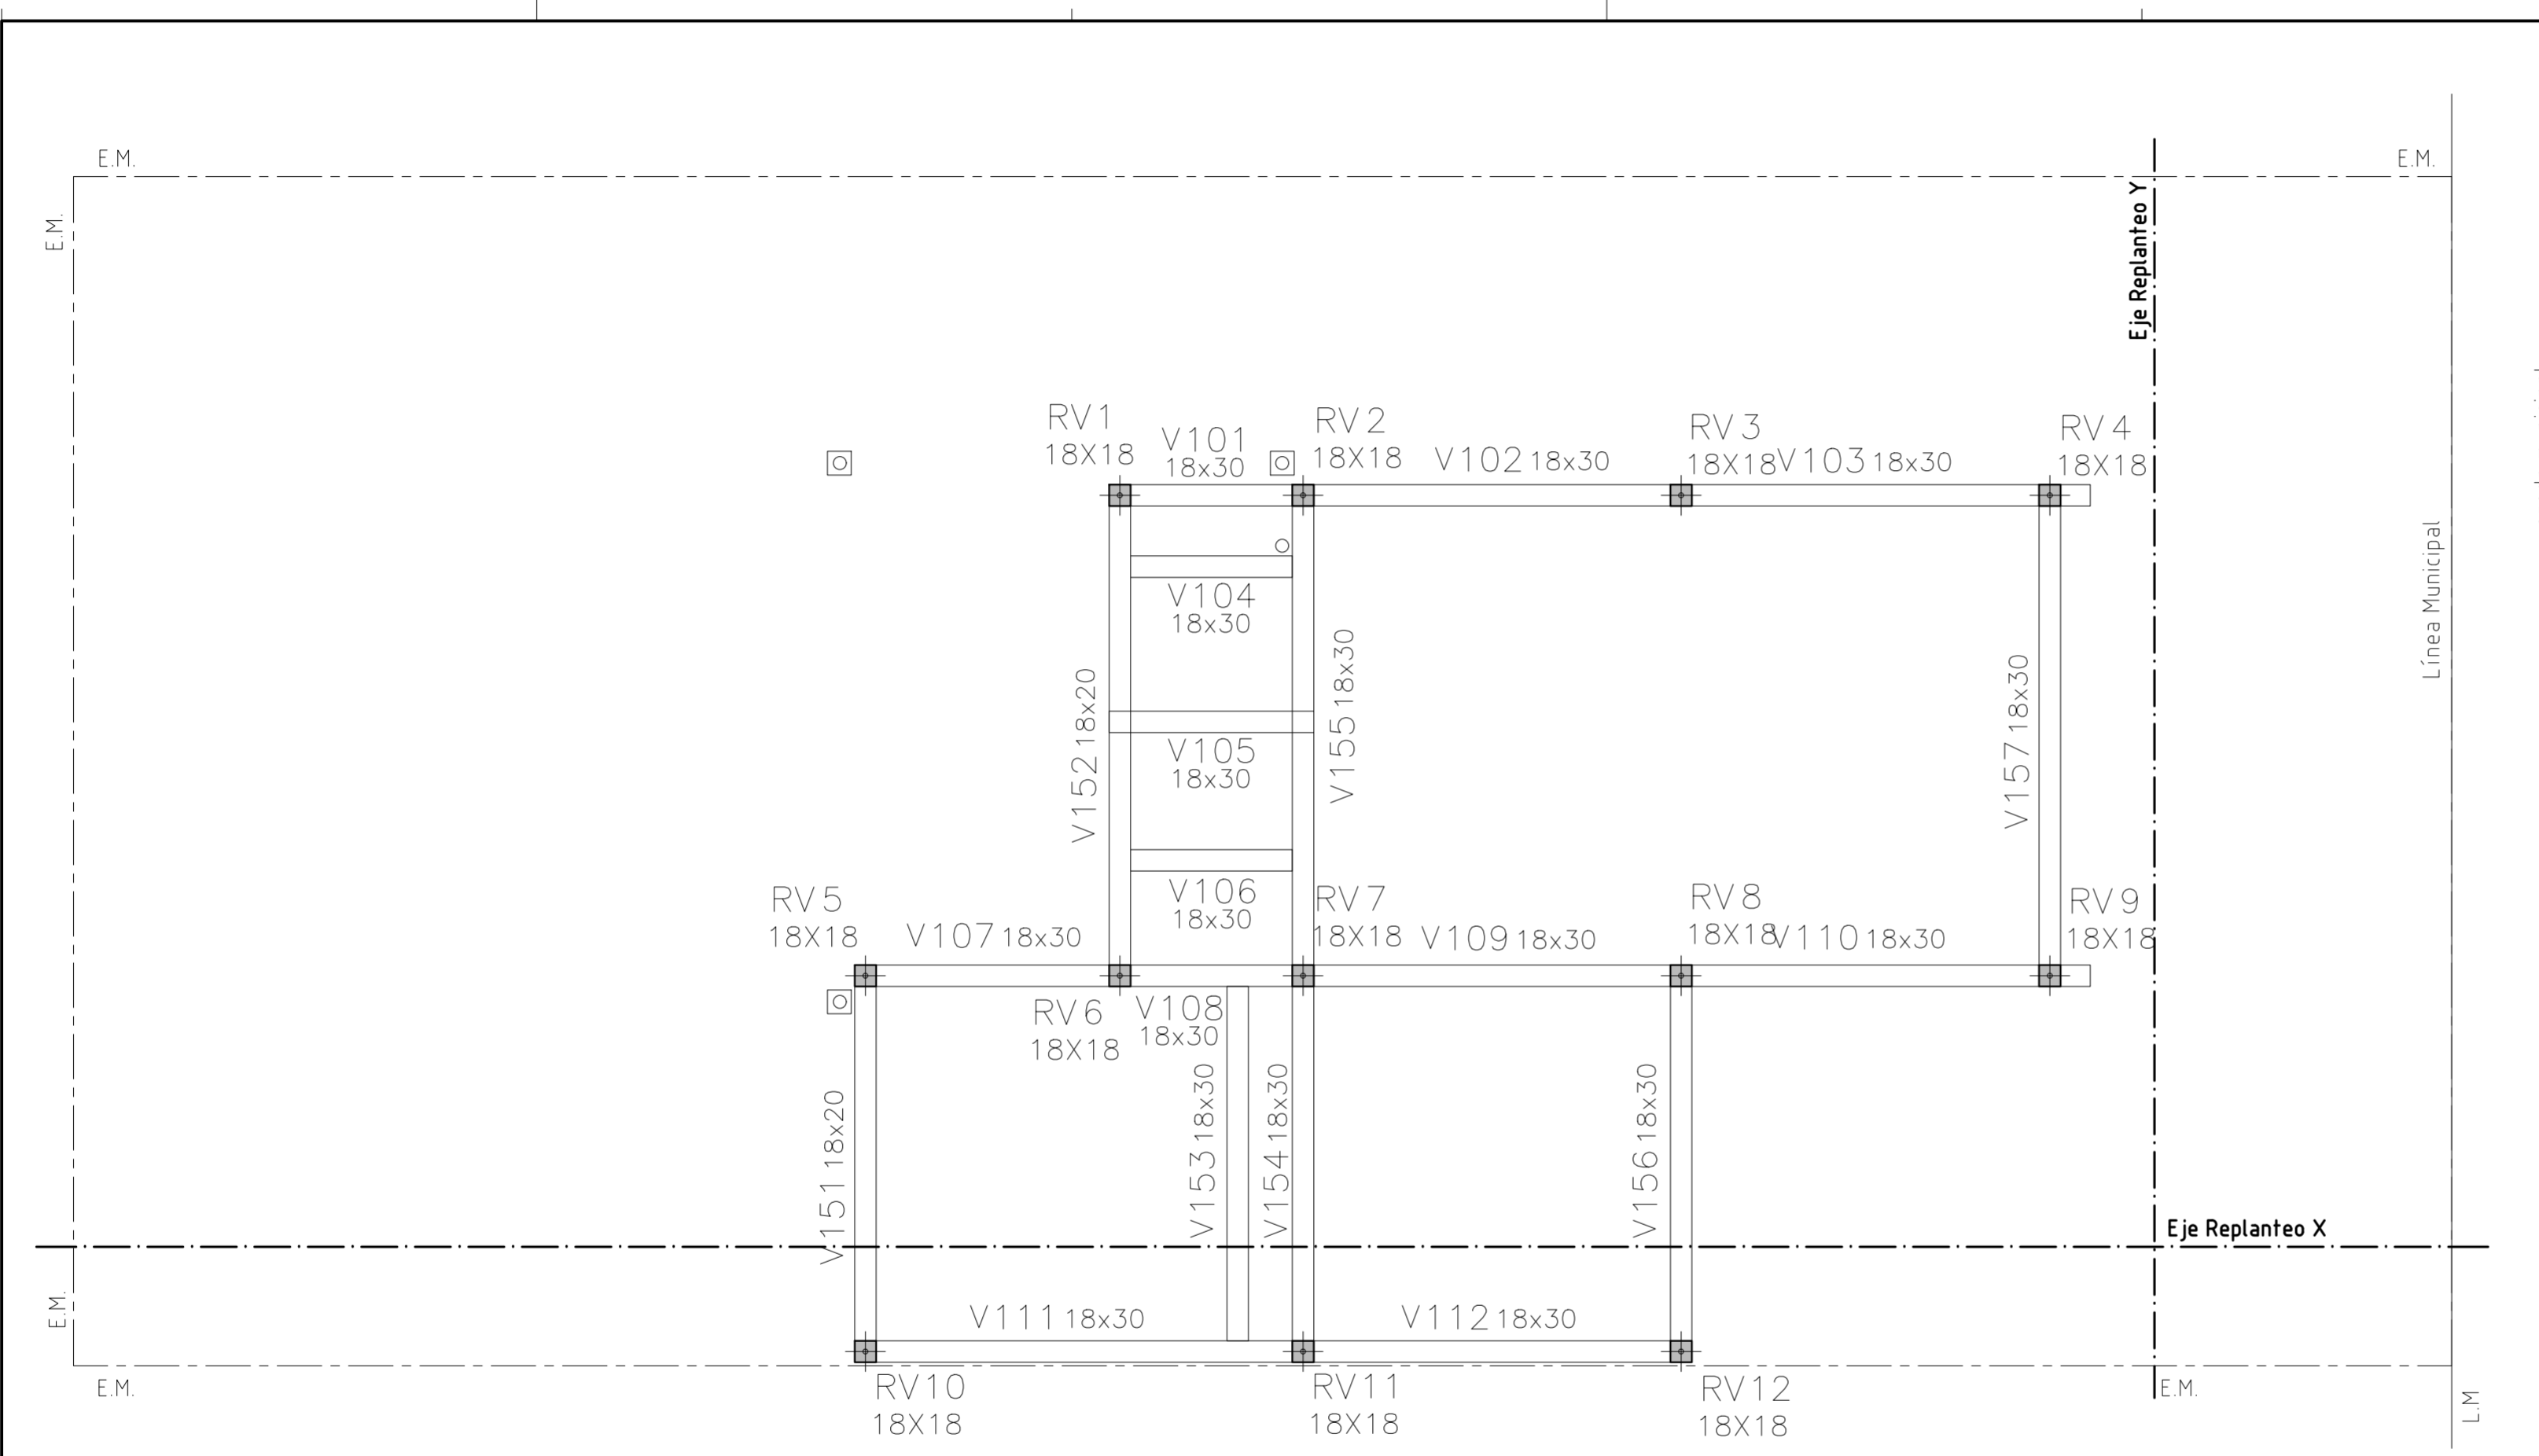 E.M.
E.M.
E.M.
Eje Replanteo Y
RV1
18X18
V101
18x30
RV2
18X18
V102 18x30
RV3
18X18
V103 18x30
RV4
18X18
Línea Municipal
V104
18x30
V152 18x20
V105
18x30
V155 18x30
V157 18x30
V106
18x30
RV5
18X18
V107 18x30
RV7
18X18
V109 18x30
RV8
18X18
V110 18x30
RV9
18X18
RV6
18X18
V108
18x30
V151 18x20
V153 18x30
V154 18x30
V156 18x30
Eje Replanteo X
E.M.
V111 18x30
V112 18x30
E.M.
RV10
18X18
RV11
18X18
RV12
18X18
E.M.
L.M